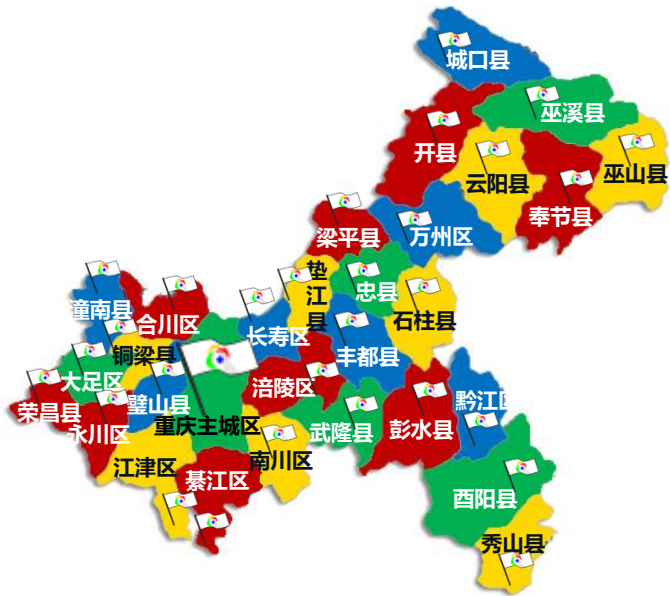 城口县
巫溪县
开县
云阳县
巫山县
奉节县
梁平县
万州区
垫江县
忠县
石柱县
潼南县
合川区
长寿区
铜梁县
丰都县
大足区
涪陵区
荣昌县
璧山县
黔江区
永川区
重庆主城区
武隆县
彭水县
江津区
南川区
綦江区
酉阳县
秀山县